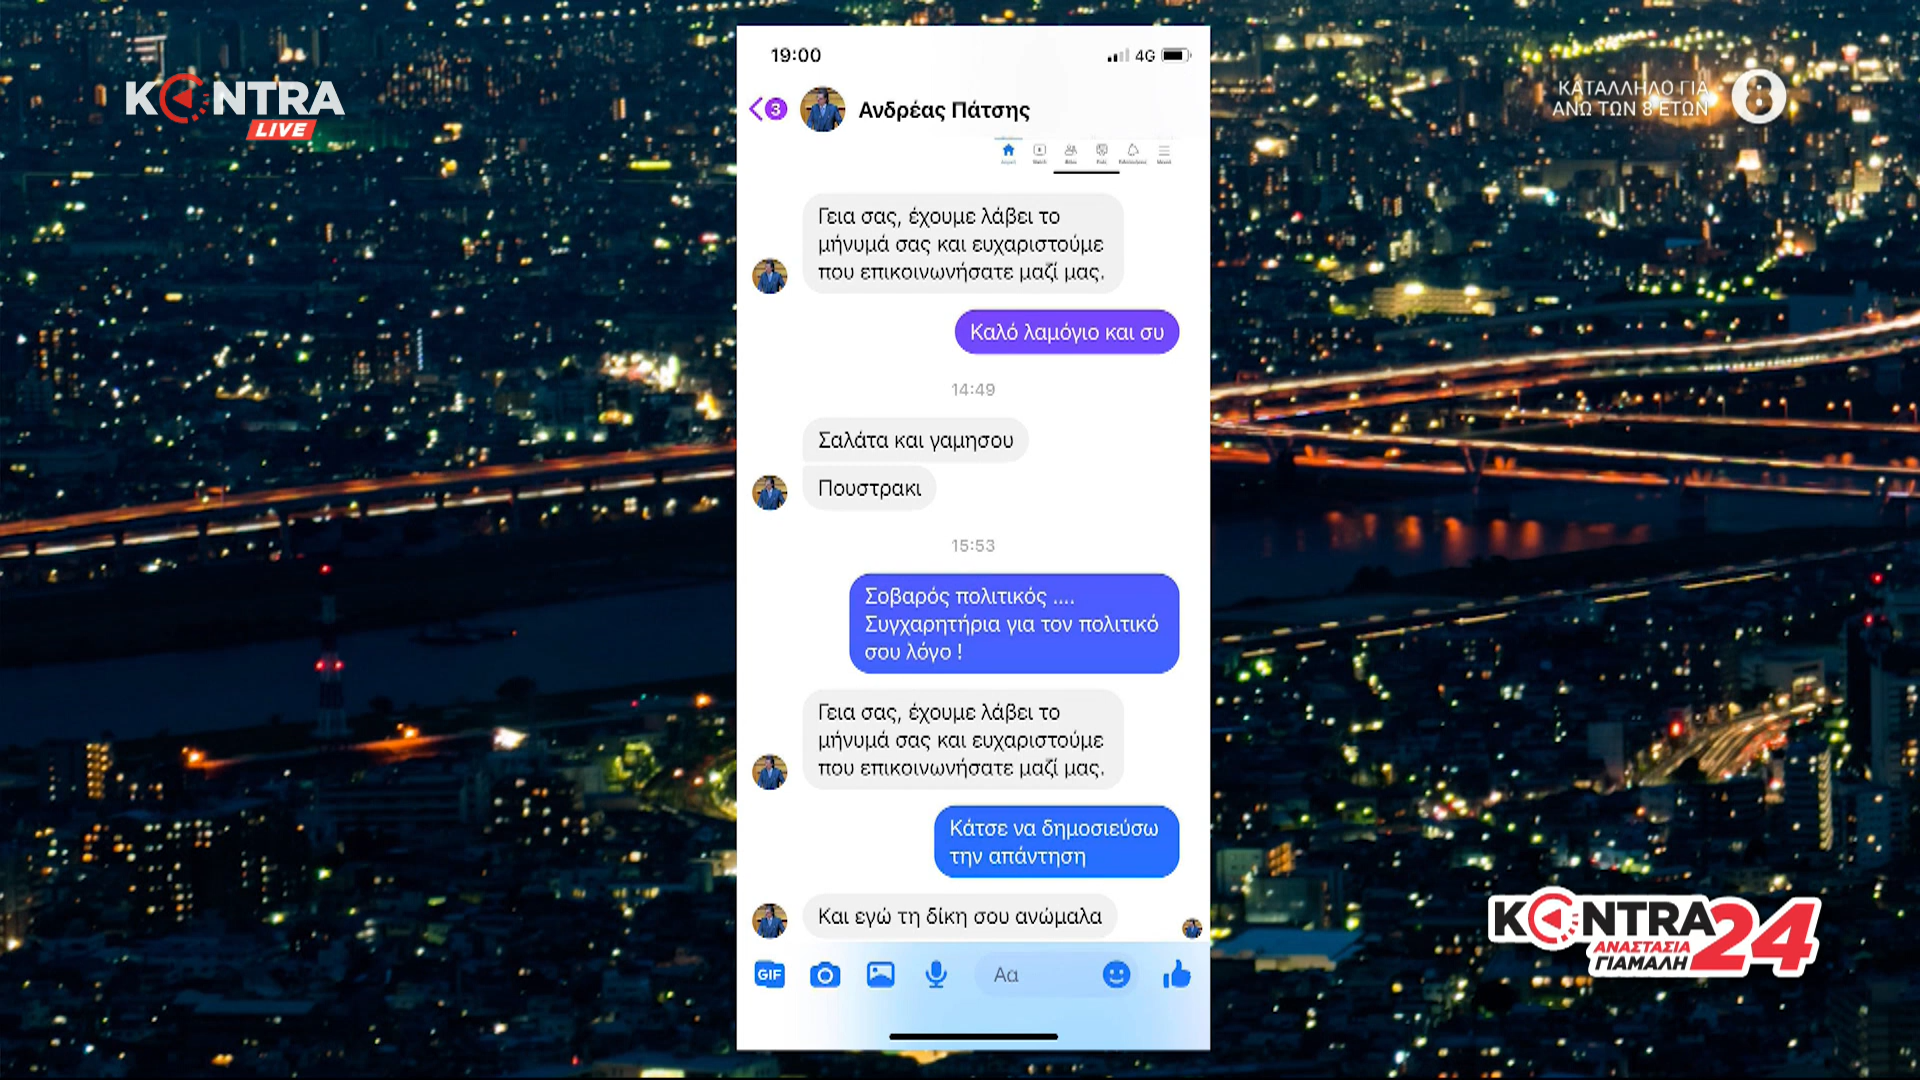 KONTRA
LIVE
ΚΑΤΑΛΛΗΛΟ ΓΙΑ
ΑΝΩ ΤΩΝ 8 ΕΤΩΝ
8
19:00
4G
3
Ανδρέας Πάτσης
Γεια σας, έχουμε λάβει το
μήνυμά σας και ευχαριστούμε
που επικοινωνήσατε μαζί μας.
Καλό λαμόγιο και συ
14:49
Σαλάτα και γαμησου
Πουστρακι
15:53
Σοβαρός πολιτικός ....
Συγχαρητήρια για τον πολιτικό
σου λόγο !
Γεια σας, έχουμε λάβει το
μήνυμά σας και ευχαριστούμε
που επικοινωνήσατε μαζί μας.
Κάτσε να δημοσιεύσω
την απάντηση
Και εγώ τη δίκη σου ανώμαλα
GIF
Aα
KONTRA24
ΑΝΑΣΤΑΣΙΑ
ΓΙΑΜΑΛΗ